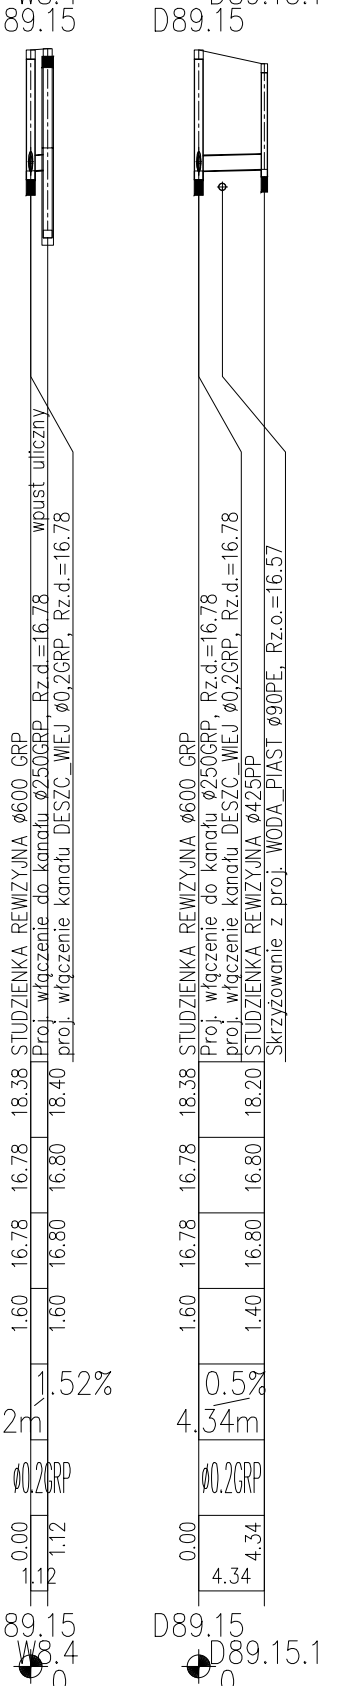 89.15
D89.15
wpust uliczny
STUDZIENKA REWIZYJNA ø600 GRP
Proj. włączenie do kanału ø250GRP, Rz.d.=16.78
proj. włączenie kanału DESZC_WIEJ ø0,2GRP, Rz.d.=16.78
STUDZIENKA REWIZYJNA ø600 GRP
Proj. włączenie do kanału ø250GRP, Rz.d.=16.78
proj. włączenie kanału DESZC_WIEJ ø0,2GRP, Rz.d.=16.78
STUDZIENKA REWIZYJNA ø425PP
Skrzyżowanie z proj. WODA_PIAST ø90PE, Rz.o.=16.57
18.38 18.40 18.38 18.20
16.78 16.80 16.78 16.80
16.78 16.80 16.78 16.80
1.60 1.60 1.60 1.40
1.52% 0.5%
2m 4.34m
ø0.2GRP ø0.2GRP
0.00 1.12 0.00 4.34
1.12 4.34
89.15 D89.15
W8.4 D89.15.1